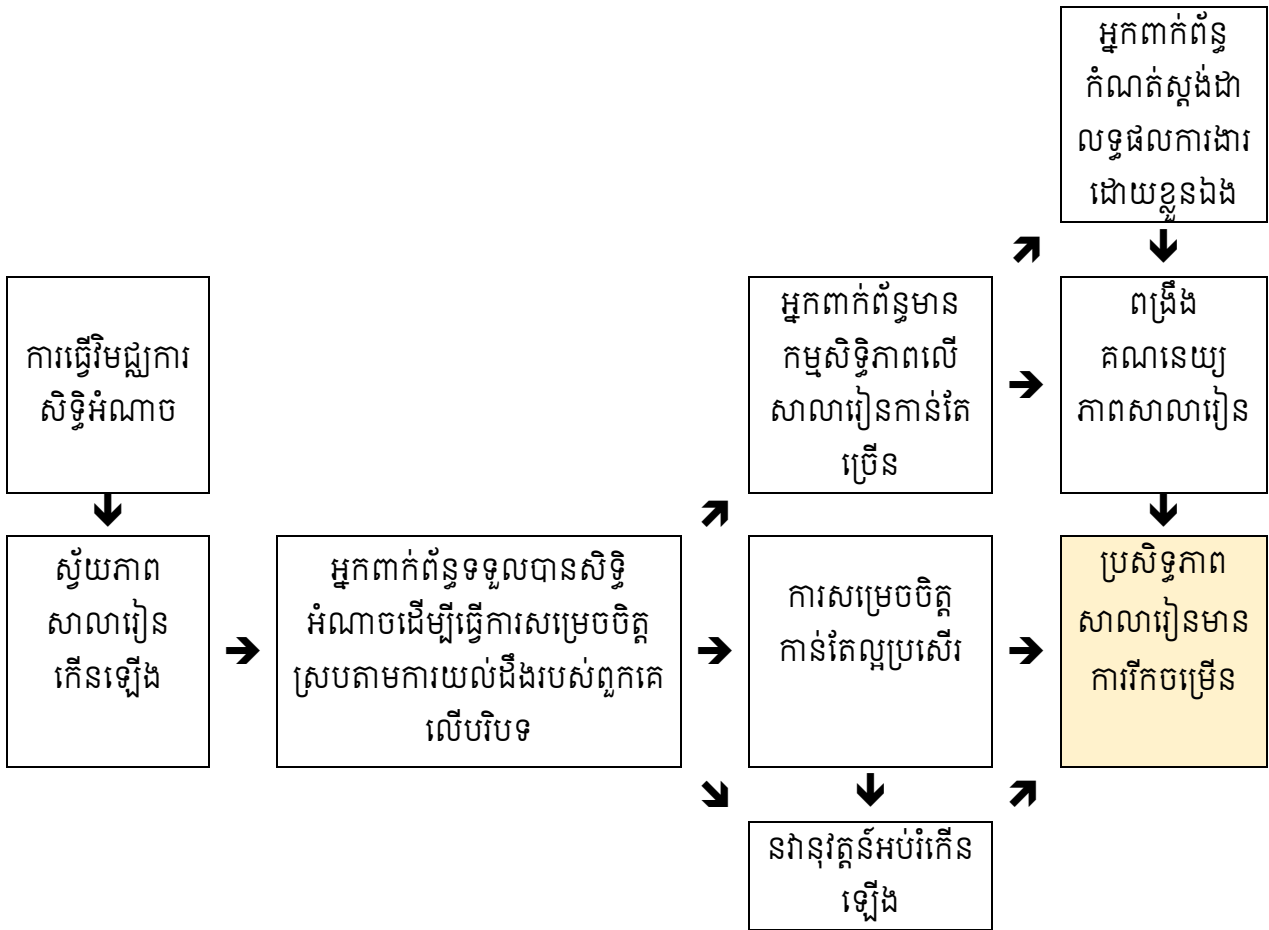 អ្នកពាក់ព័ន្ធ
កំណត់ស្តង់ដា
លទ្ធផលការងារ
ដោយខ្លួនឯង
ការធ្វើវិមជ្ឈការ
សិទ្ធិអំណាច
អ្នកពាក់ព័ន្ធមាន
កម្មសិទ្ធិភាពលើ
សាលារៀនកាន់តែ
ច្រើន
ពង្រឹង
គណនេយ្យ
ភាពសាលារៀន
ស្វ័យភាព
សាលារៀន
កើនឡើង
អ្នកពាក់ព័ន្ធទទួលបានសិទ្ធិ
អំណាចដើម្បីធ្វើការសម្រេចចិត្ត
ស្របតាមការយល់ដឹងរបស់ពួកគេ
លើបរិបទ
ការសម្រេចចិត្ត
កាន់តែល្អប្រសើរ
ប្រសិទ្ធភាព
សាលារៀនមាន
ការរីកចម្រើន
នវានុវត្តន៍អប់រំកើន
ឡើង